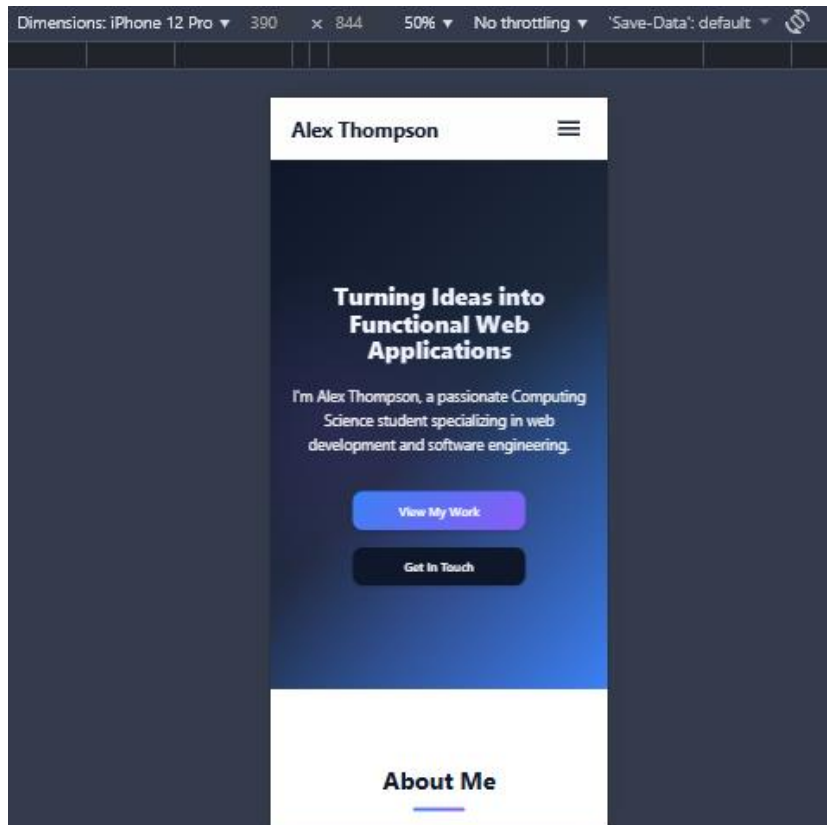 Dimensions: iPhone 12 Pro ▼ 390 × 844 50% ▼ No throttling ▼ 'Save-Data': default ▼
Alex Thompson
Turning Ideas into
Functional Web
Applications
I'm Alex Thompson, a passionate Computing
Science student specializing in web
development and software engineering.
View My Work
Get In Touch
About Me